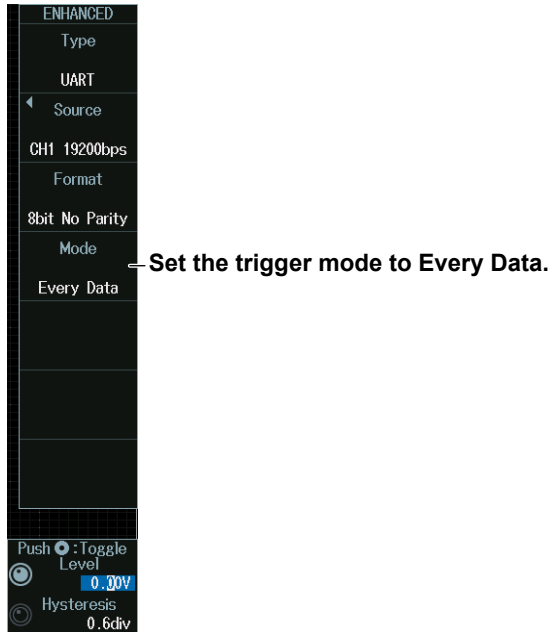 ENHANCED
Type
UART
Source
CH1 19200bps
Format
8bit No Parity
Mode
Every Data
Set the trigger mode to Every Data.
Push :Toggle
Level
0.00V
Hysteresis
0.6div